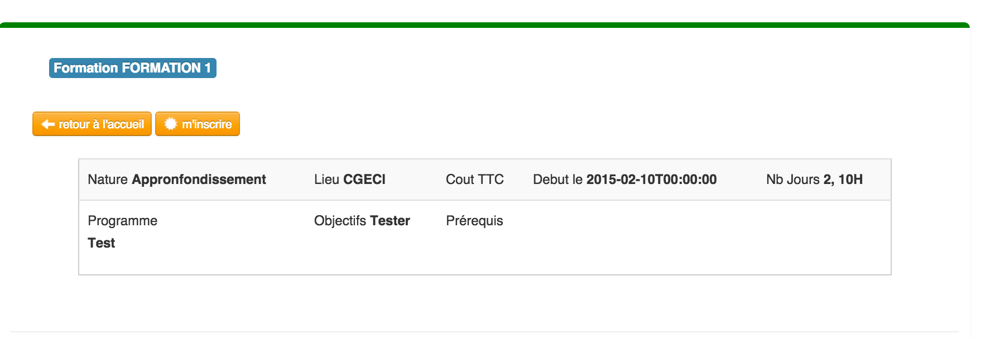 Formation FORMATION 1
retour à l'accueil m'inscrire
Nature Appronfondissement Lieu CGECI Cout TTC Debut le 2015-02-10T00:00:00 Nb Jours 2, 10H
Programme Objectifs Tester Prérequis
Test